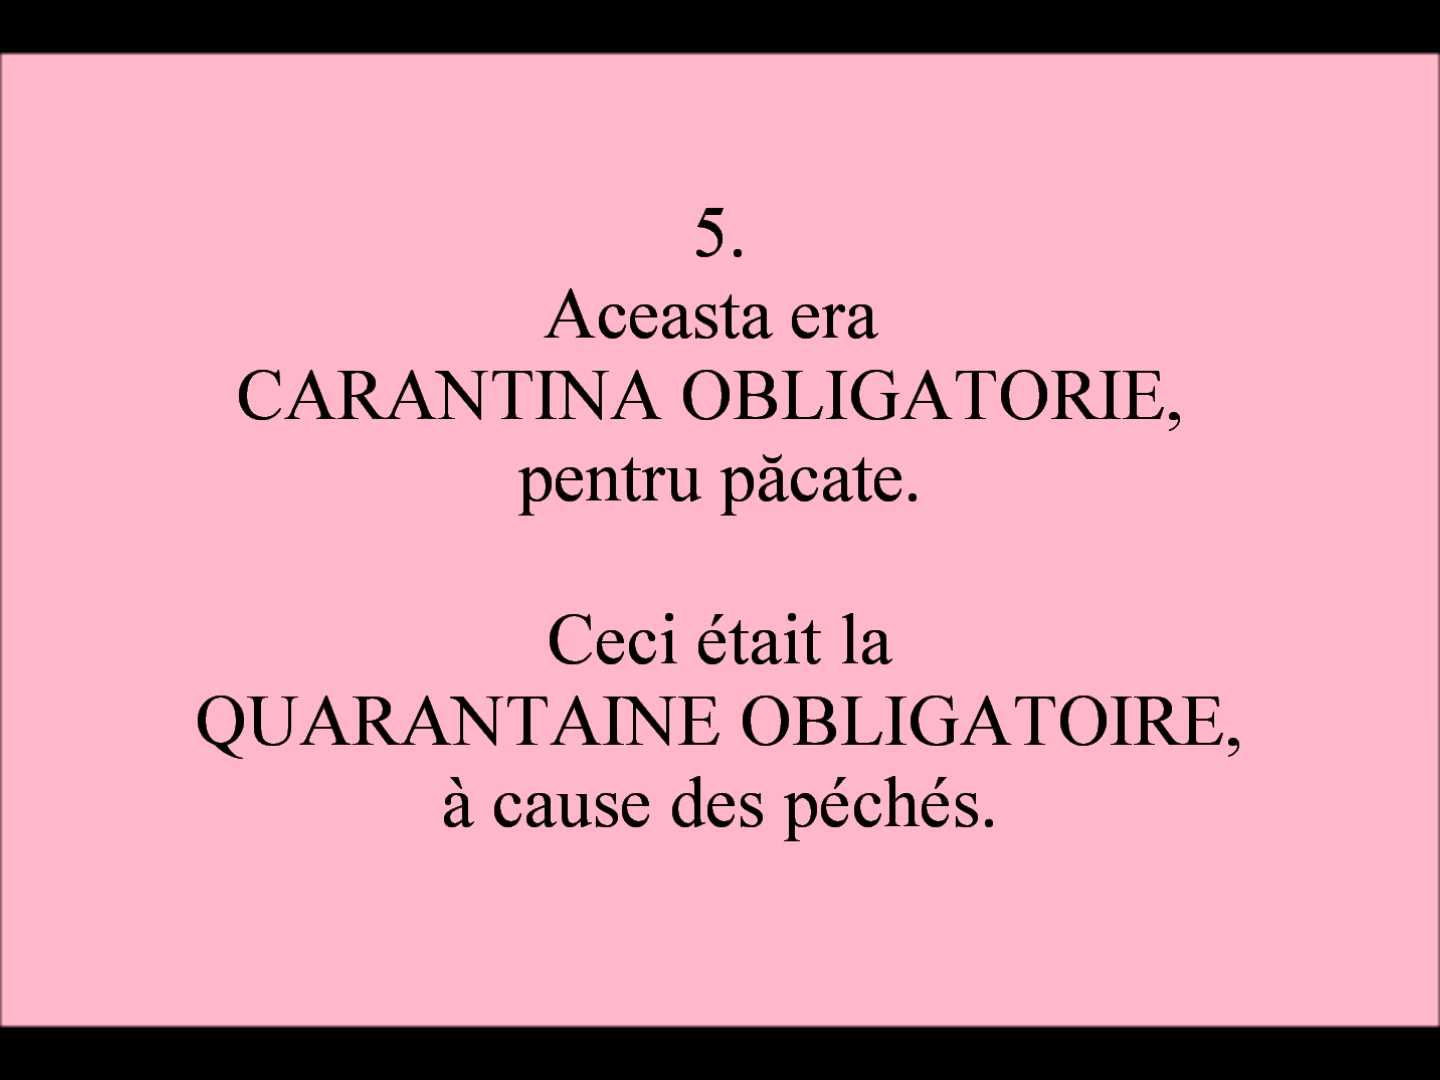 5.
Aceasta era
CARANTINA OBLIGATORIE,
pentru păcate.
Ceci était la
QUARANTAINE OBLIGATOIRE,
à cause des péchés.